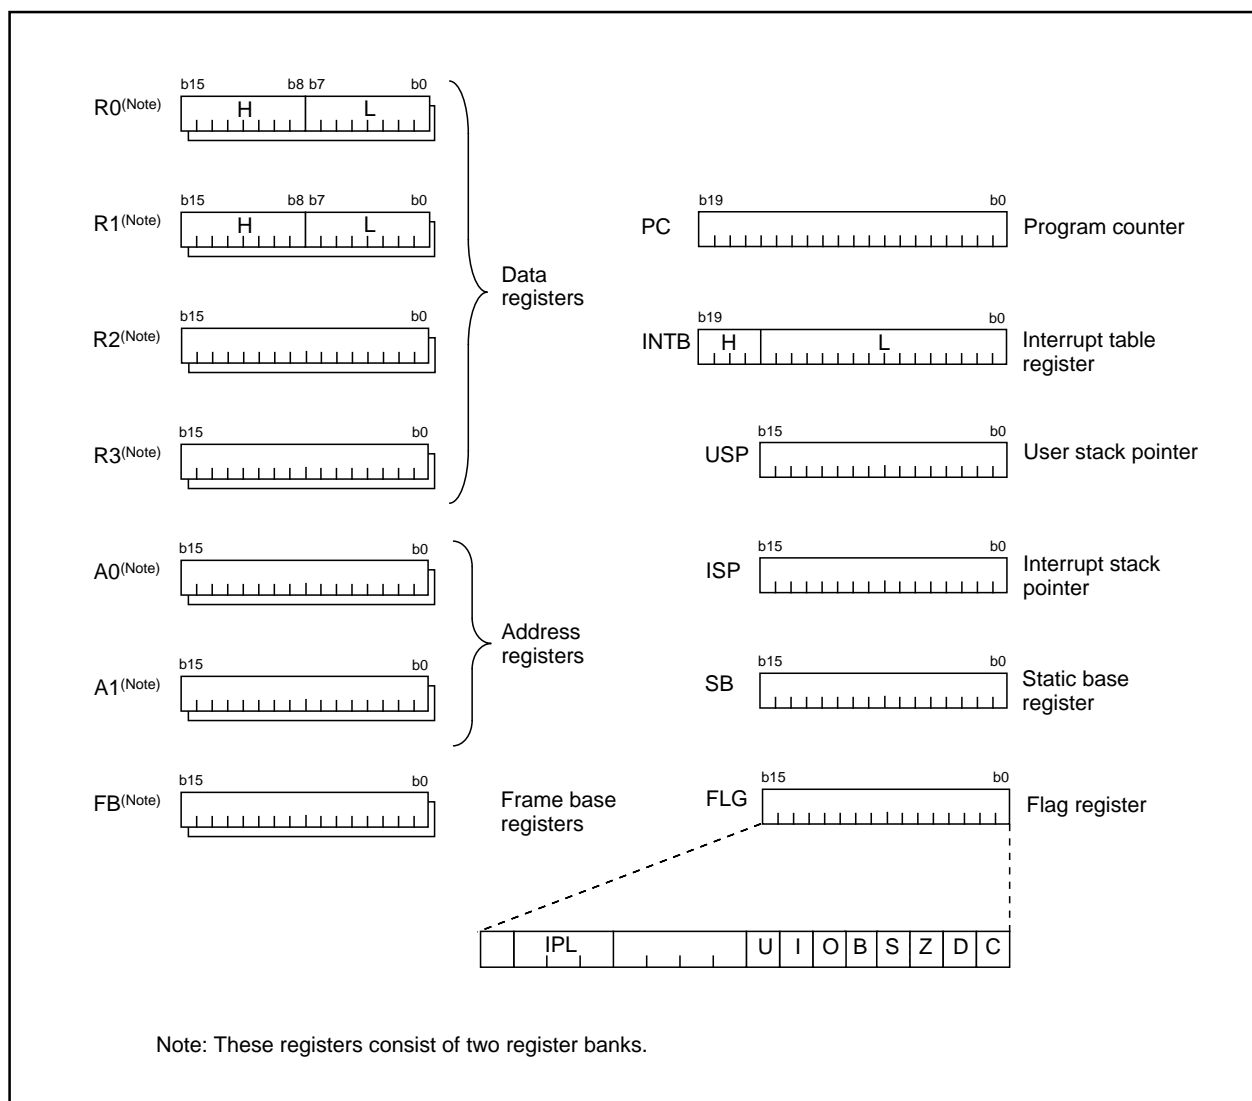 b15 b8 b7 b0
R0(Note) H L
b15 b8 b7 b0
R1(Note) H L
b15 b0
R2(Note)
b15 b0
R3(Note)
Data
registers
b15 b0
A0(Note)
b15 b0
A1(Note)
Address
registers
b15 b0
FB(Note)
Frame base
registers
b19 b0
PC Program counter
b19 b0
INTB H L Interrupt table
register
b15 b0
USP User stack pointer
b15 b0
ISP Interrupt stack
pointer
b15 b0
SB Static base
register
b15 b0
FLG Flag register
IPL U I O B S Z D C
Note: These registers consist of two register banks.